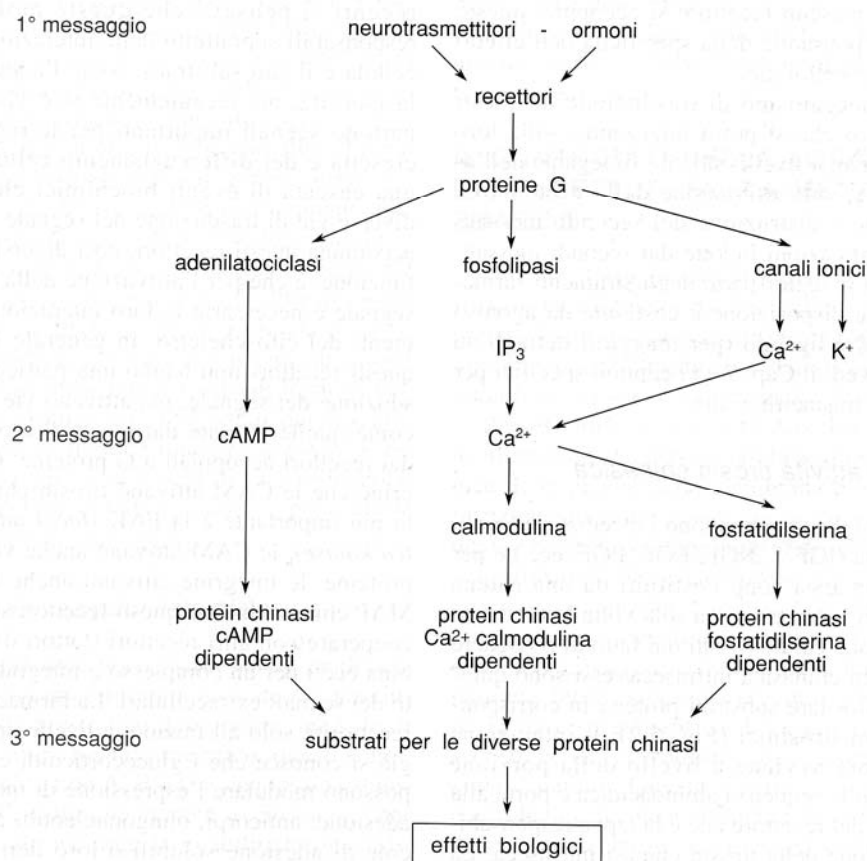 1° messaggio
neurotrasmettitori - ormoni
recettori
proteine G
adenilatociclasi
fosfolipasi
canali ionici
IP₃
Ca²⁺
K⁺
2° messaggio
cAMP
Ca²⁺
calmodulina
fosfatidilserina
protein chinasi
cAMP
dipendenti
protein chinasi
Ca²⁺ calmodulina
dipendenti
protein chinasi
fosfatidilserina
dipendenti
3° messaggio
substrati per le diverse protein chinasi
effetti biologici